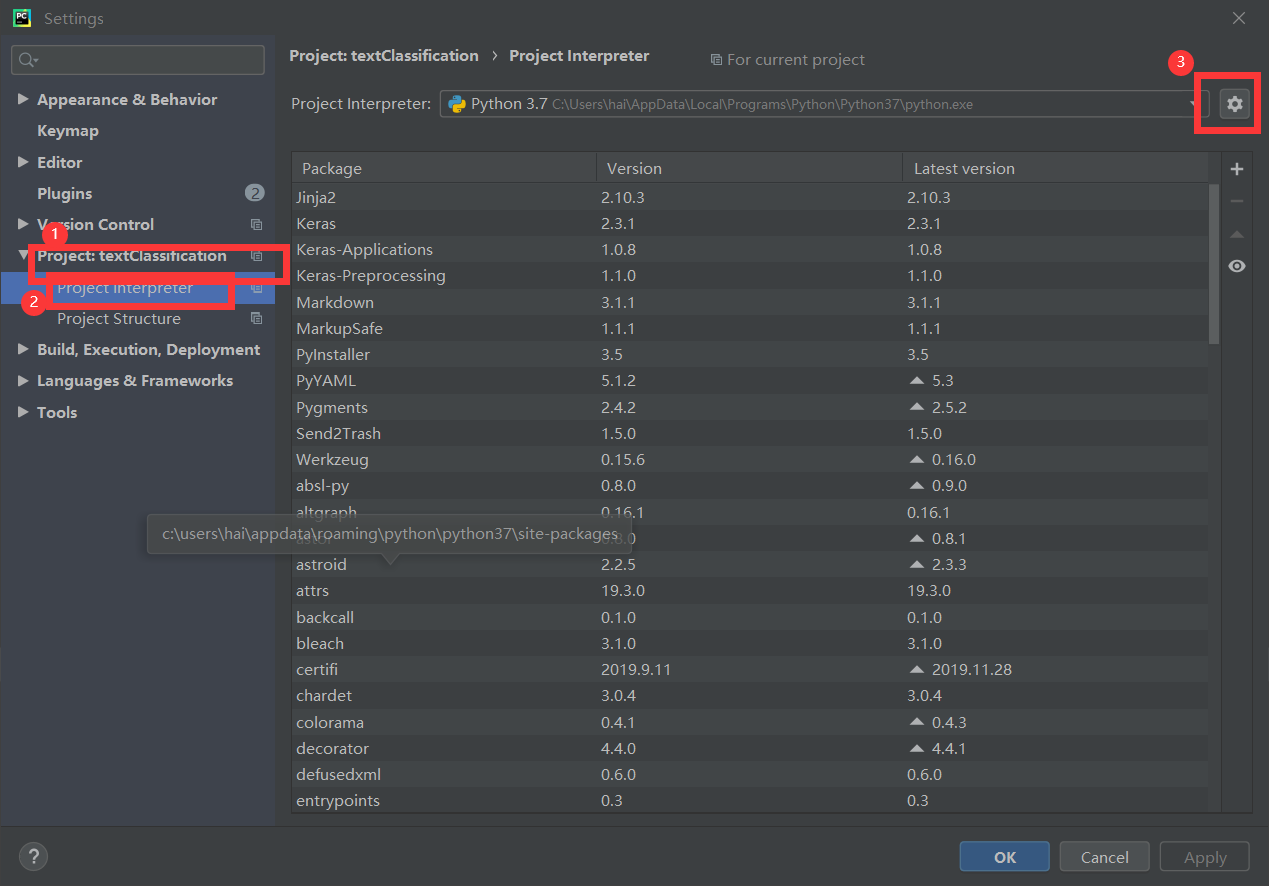 PC
Settings
Project: textClassification › Project Interpreter
For current project
3
Project Interpreter: Python 3.7 C:\Users\hai\AppData\Local\Programs\Python\Python37\python.exe
Appearance & Behavior
Keymap
Editor
Plugins 2
Version Control
1
Project: textClassification
Project Interpreter
2
Project Structure
Build, Execution, Deployment
Languages & Frameworks
Tools
Package Version Latest version
Jinja2 2.10.3 2.10.3
Keras 2.3.1 2.3.1
Keras-Applications 1.0.8 1.0.8
Keras-Preprocessing 1.1.0 1.1.0
Markdown 3.1.1 3.1.1
MarkupSafe 1.1.1 1.1.1
PyInstaller 3.5 3.5
PyYAML 5.1.2 5.3
Pygments 2.4.2 2.5.2
Send2Trash 1.5.0 1.5.0
Werkzeug 0.15.6 0.16.0
absl-py 0.8.0 0.9.0
altgraph 0.16.1 0.16.1
c:\users\hai\appdata\roaming\python\python37\site-packages
0.8.1
astroid 2.2.5 2.3.3
attrs 19.3.0 19.3.0
backcall 0.1.0 0.1.0
bleach 3.1.0 3.1.0
certifi 2019.9.11 2019.11.28
chardet 3.0.4 3.0.4
colorama 0.4.1 0.4.3
decorator 4.4.0 4.4.1
defusedxml 0.6.0 0.6.0
entrypoints 0.3 0.3
?
OK Cancel Apply